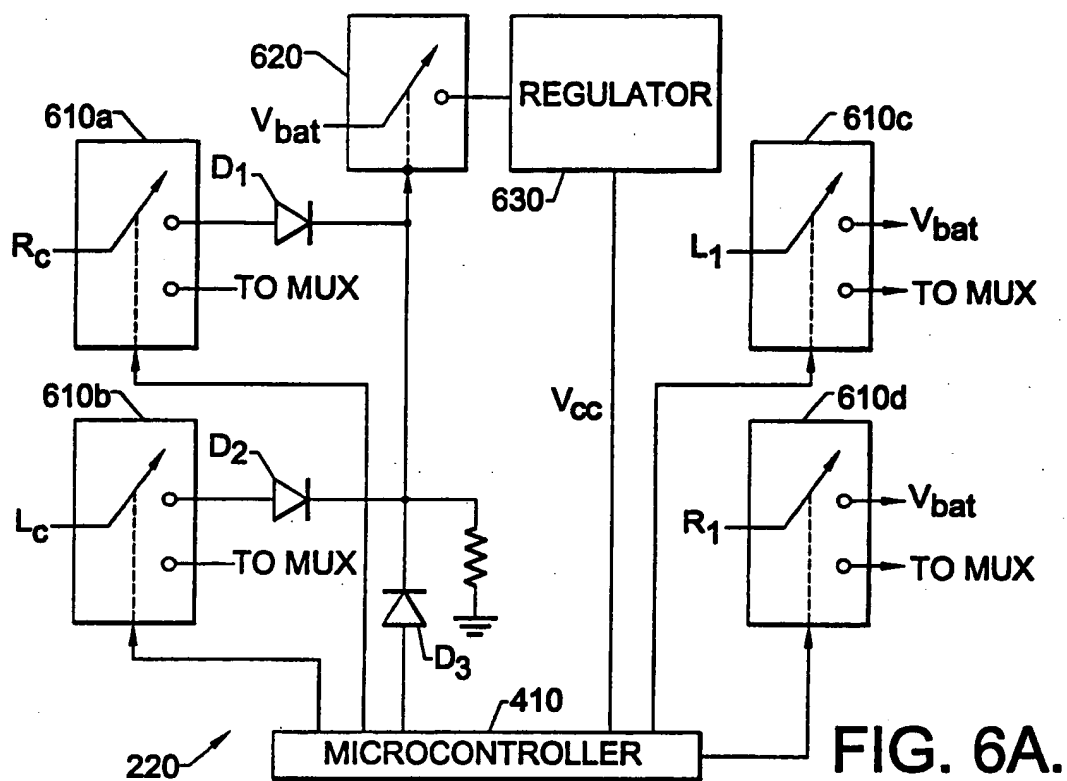 620
REGULATOR
V_bat
630
610a
D_1
R_c
TO MUX
610c
L_1
V_bat
TO MUX
610b
D_2
L_c
TO MUX
V_cc
610d
R_1
V_bat
TO MUX
D_3
410
MICROCONTROLLER
220
FIG. 6A.